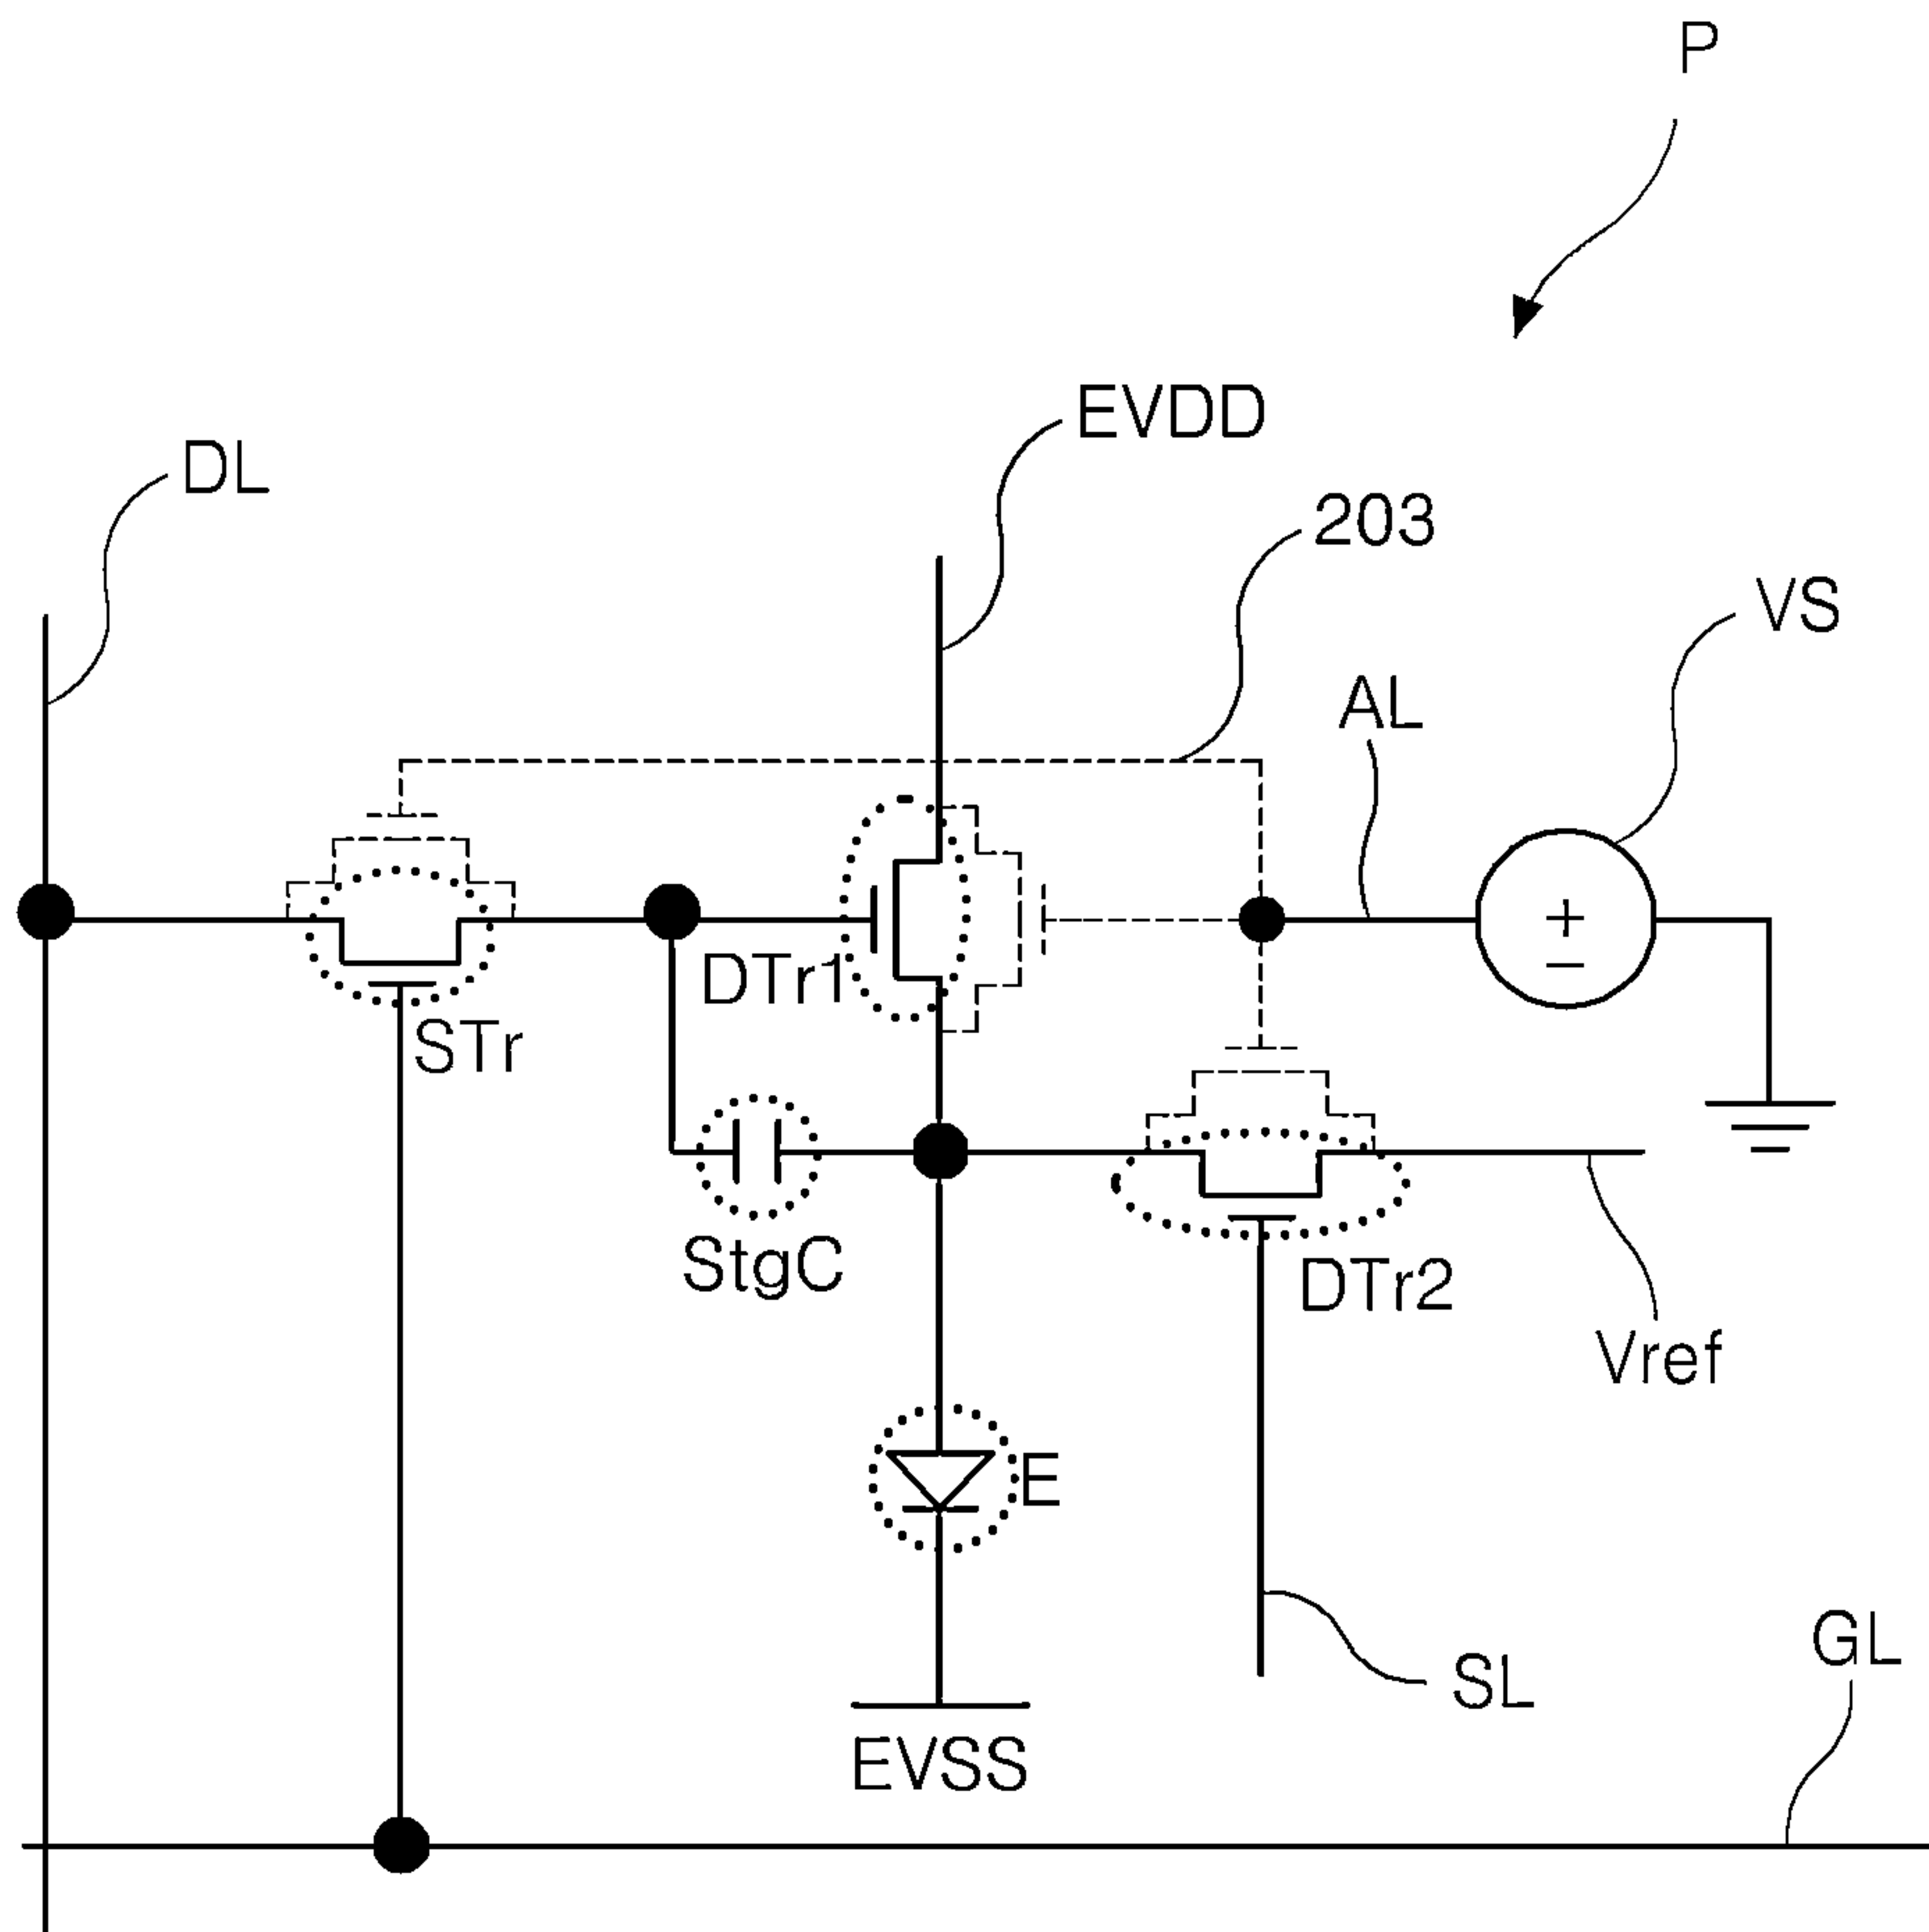 P
EVDD
DL
203
VS
AL
DTr1
STr
StgC
DTr2
Vref
E
GL
SL
EVSS